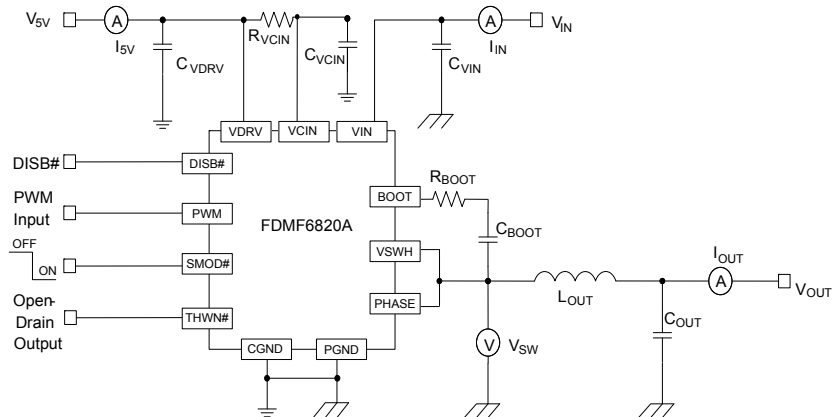 V5V
A
I5V
RVCIN
CVCIN
CVDRV
A
IIN
VIN
CVIN
VDRV
VCIN
VIN
DISB#
DISB#
PWM
Input
PWM
OFF
ON
SMOD#
Open-
Drain
Output
THWN#
CGND
PGND
FDMF6820A
BOOT
RBOOT
CBOOT
VSWH
PHASE
LOUT
IOUT
A
VOUT
COUT
V
VSW